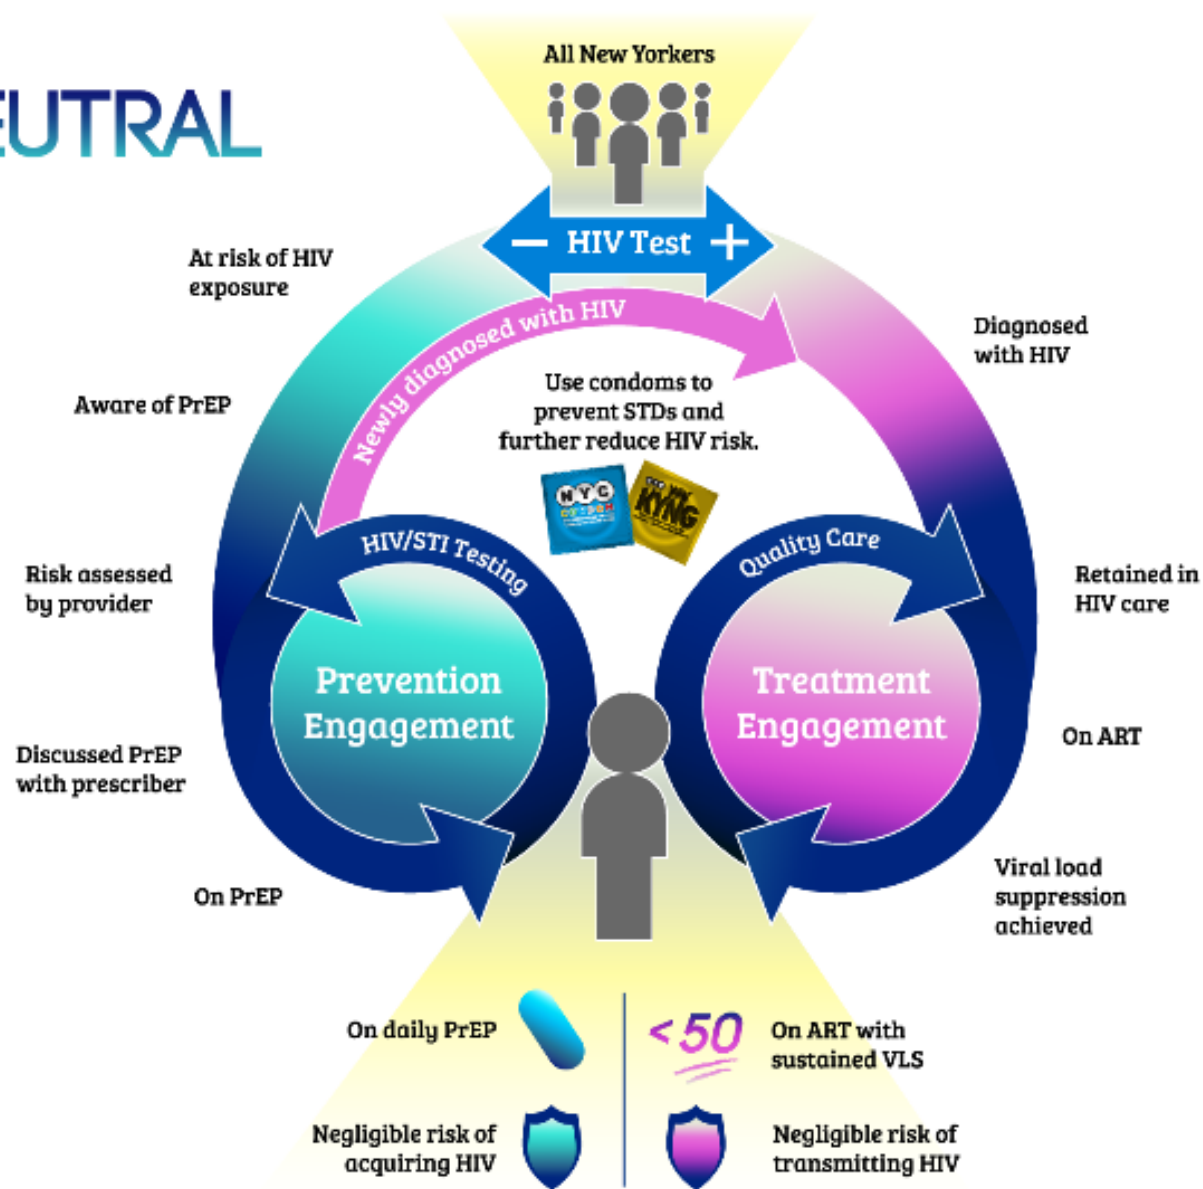 All New Yorkers
EUTRAL
− HIV Test +
At risk of HIV
exposure
Newly diagnosed with HIV
Diagnosed
with HIV
Aware of PrEP
Use condoms to
prevent STDs and
further reduce HIV risk.
NYC
KYNG
HIV/STI Testing
Quality Care
Risk assessed
by provider
Retained in
HIV care
Prevention
Engagement
Treatment
Engagement
Discussed PrEP
with prescriber
On ART
On PrEP
Viral load
suppression
achieved
On daily PrEP
<50
On ART with
sustained VLS
Negligible risk of
acquiring HIV
Negligible risk of
transmitting HIV